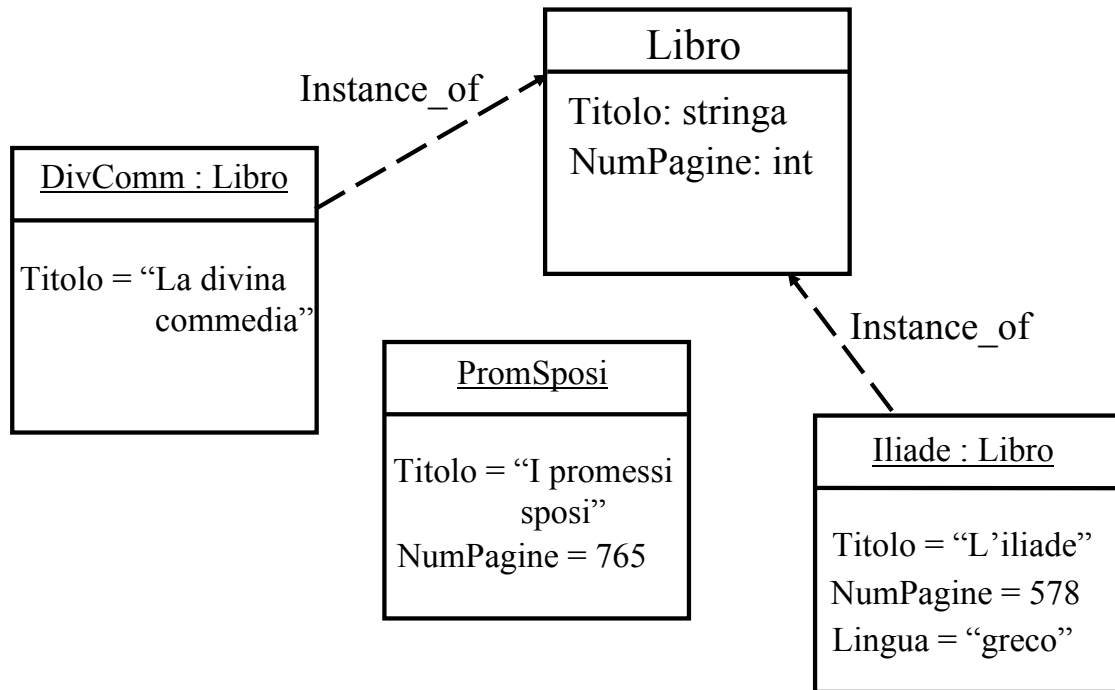 Libro
Titolo: stringa
NumPagine: int
Instance_of
DivComm : Libro
Titolo = “La divina
commedia”
Instance_of
PromSposi
Titolo = “I promessi
sposi”
NumPagine = 765
Iliade : Libro
Titolo = “L’iliade”
NumPagine = 578
Lingua = “greco”